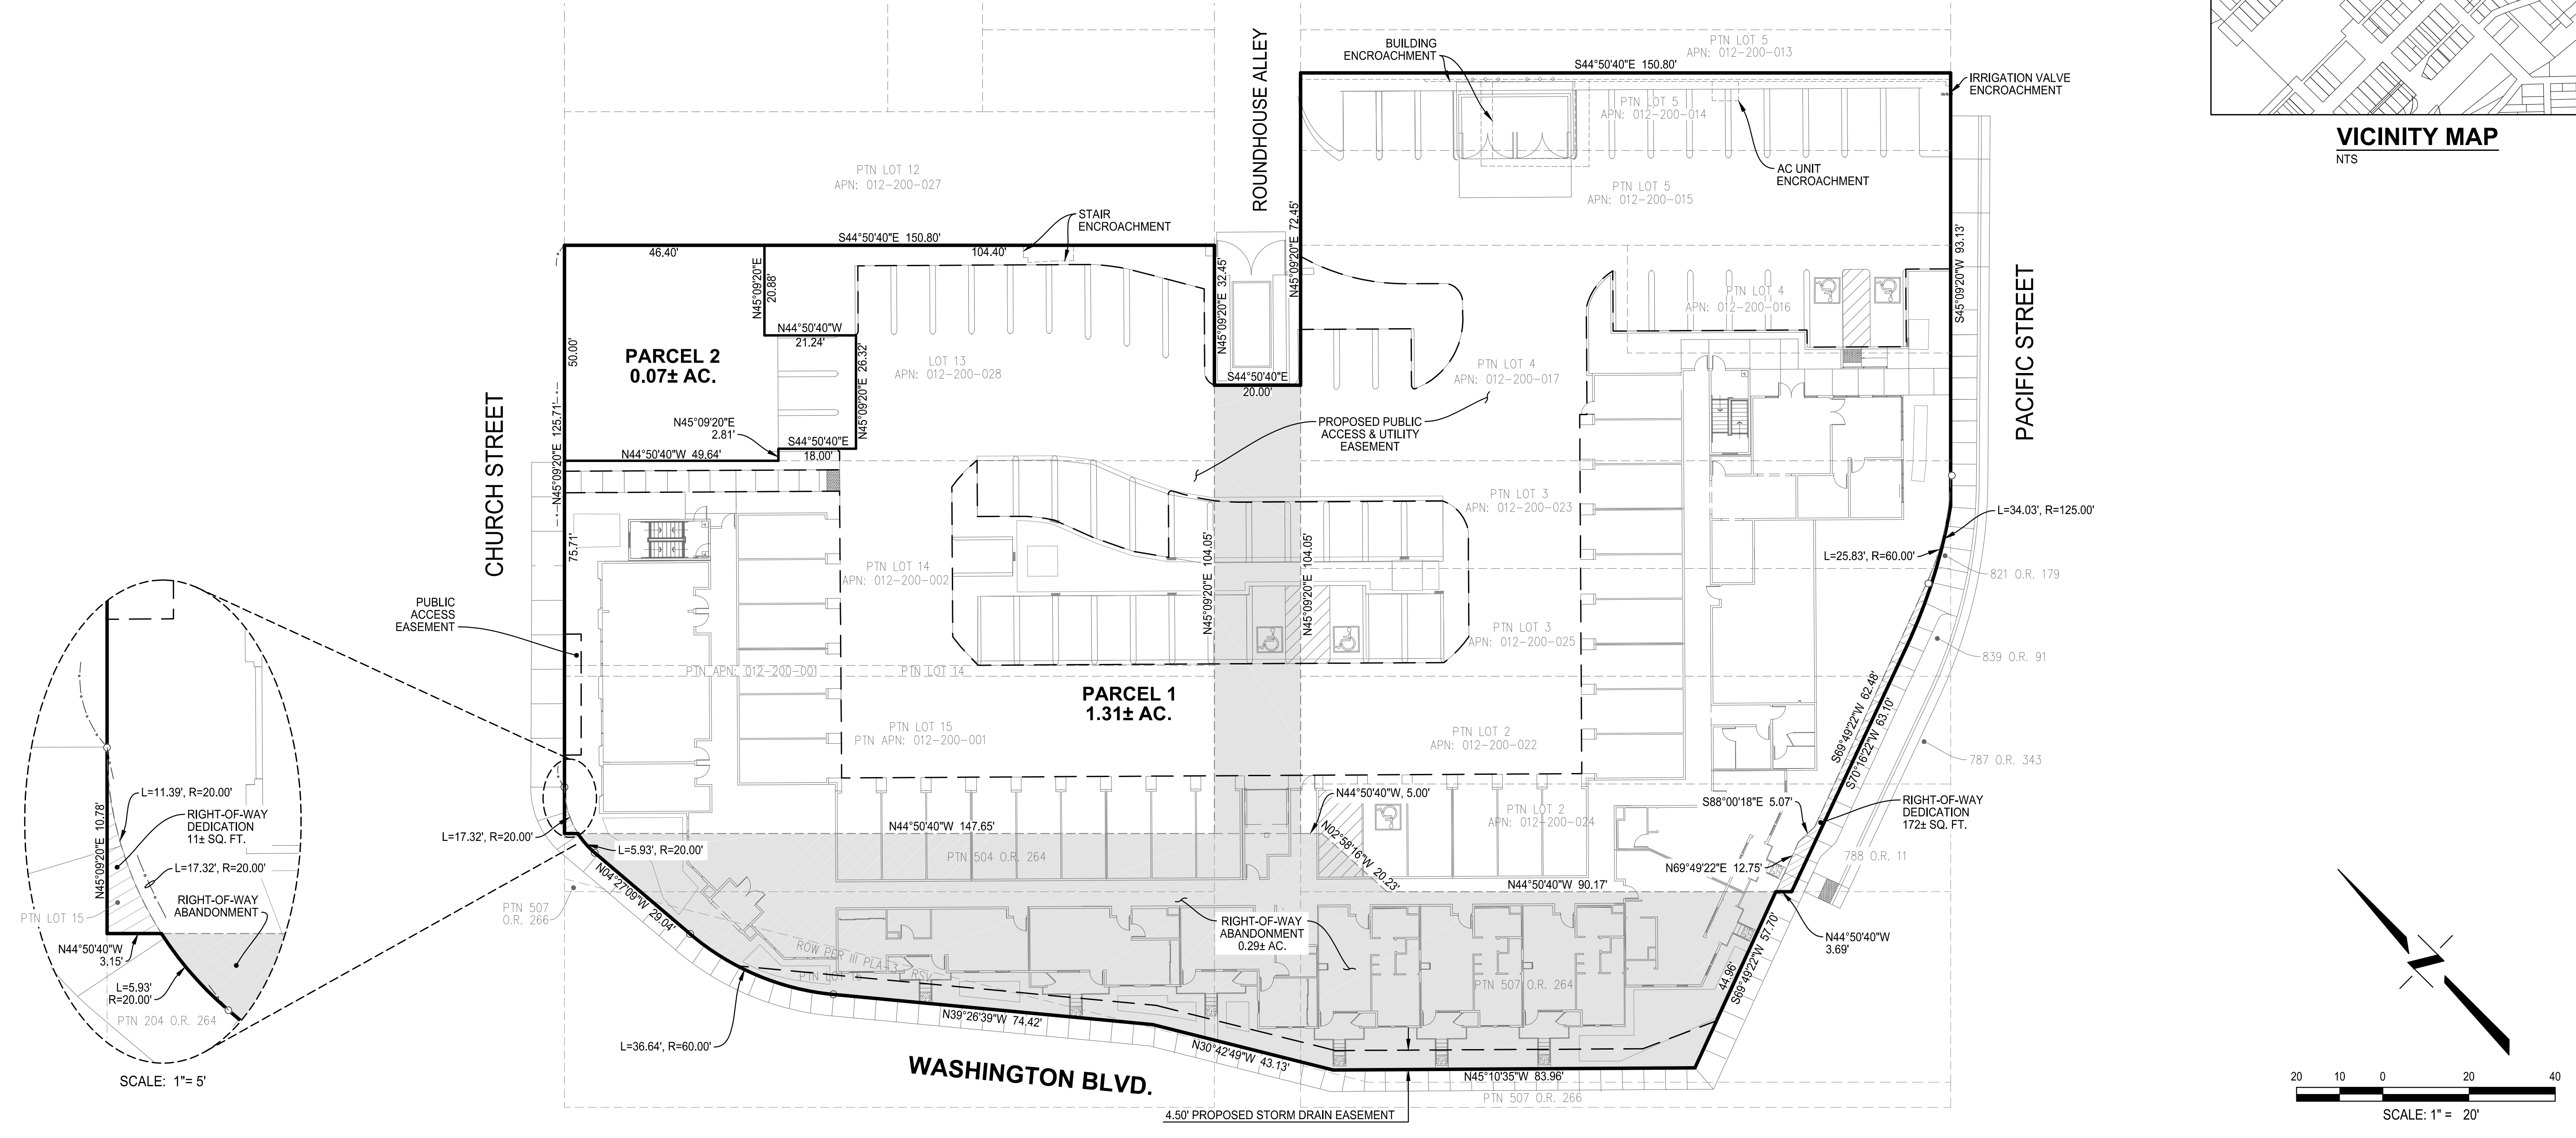 VICINITY MAP
NTS
ROUNDHOUSE ALLEY
BUILDING
ENCROACHMENT
PTN LOT 5
APN: 012-200-013
S44°50'40"E 150.80'
IRRIGATION VALVE
ENCROACHMENT
PTN LOT 5
APN: 012-200-014
AC UNIT
ENCROACHMENT
PTN LOT 5
APN: 012-200-015
PTN LOT 12
APN: 012-200-027
STAIR
ENCROACHMENT
S44°50'40"E 150.80'
46.40'
104.40'
N45°09'20"E
20.88'
N45°09'20"E 32.45'
N45°09'20"E 72.45'
S45°09'20"W 93.13'
PTN LOT 4
APN: 012-200-016
PACIFIC STREET
N44°50'40"W
21.24'
PARCEL 2
0.07± AC.
50.00'
N45°09'20"E 26.32'
LOT 13
APN: 012-200-028
S44°50'40"E
20.00'
PTN LOT 4
APN: 012-200-017
CHURCH STREET
N45°09'20"E 125.71'
N45°09'20"E
2.81'
S44°50'40"E
18.00'
N44°50'40"W 49.64'
PROPOSED PUBLIC
ACCESS & UTILITY
EASEMENT
PTN LOT 3
APN: 012-200-023
L=34.03', R=125.00'
L=25.83', R=60.00'
821 O.R. 179
75.71'
PTN LOT 14
APN: 012-200-002
N45°09'20"E 104.05'
N45°09'20"E 104.05'
PUBLIC
ACCESS
EASEMENT
PTN LOT 3
APN: 012-200-025
839 O.R. 91
PTN APN: 012-200-001
PTN LOT 14
PARCEL 1
1.31± AC.
S69°49'22"W 62.48'
S70°16'22"W 63.10'
PTN LOT 15
PTN APN: 012-200-001
PTN LOT 2
APN: 012-200-022
787 O.R. 343
L=11.39', R=20.00'
RIGHT-OF-WAY
DEDICATION
11± SQ. FT.
N45°09'20"E 10.78'
L=17.32', R=20.00'
RIGHT-OF-WAY
ABANDONMENT
PTN LOT 15
N44°50'40"W
3.15'
L=5.93'
R=20.00'
PTN 204 O.R. 264
SCALE: 1"= 5'
L=17.32', R=20.00'
L=5.93', R=20.00'
N44°50'40"W 147.65'
N44°50'40"W, 5.00'
PTN LOT 2
APN: 012-200-024
S88°00'18"E 5.07'
RIGHT-OF-WAY
DEDICATION
172± SQ. FT.
PTN 504 O.R. 264
N02°58'16"W 20.23'
N69°49'22"E 12.75'
788 O.R. 11
N44°50'40"W 90.17'
N04°27'09"W 29.04'
PTN 507
O.R. 266
RIGHT-OF-WAY
ABANDONMENT
0.29± AC.
N44°50'40"W
3.69'
44.96'
S69°49'22"W 57.70'
PTN 507 O.R. 264
N39°26'39"W 74.42'
L=36.64', R=60.00'
N30°42'49"W 43.13'
WASHINGTON BLVD.
N45°10'35"W 83.96'
PTN 507 O.R. 266
4.50' PROPOSED STORM DRAIN EASEMENT
20 10 0 20 40
SCALE: 1" = 20'